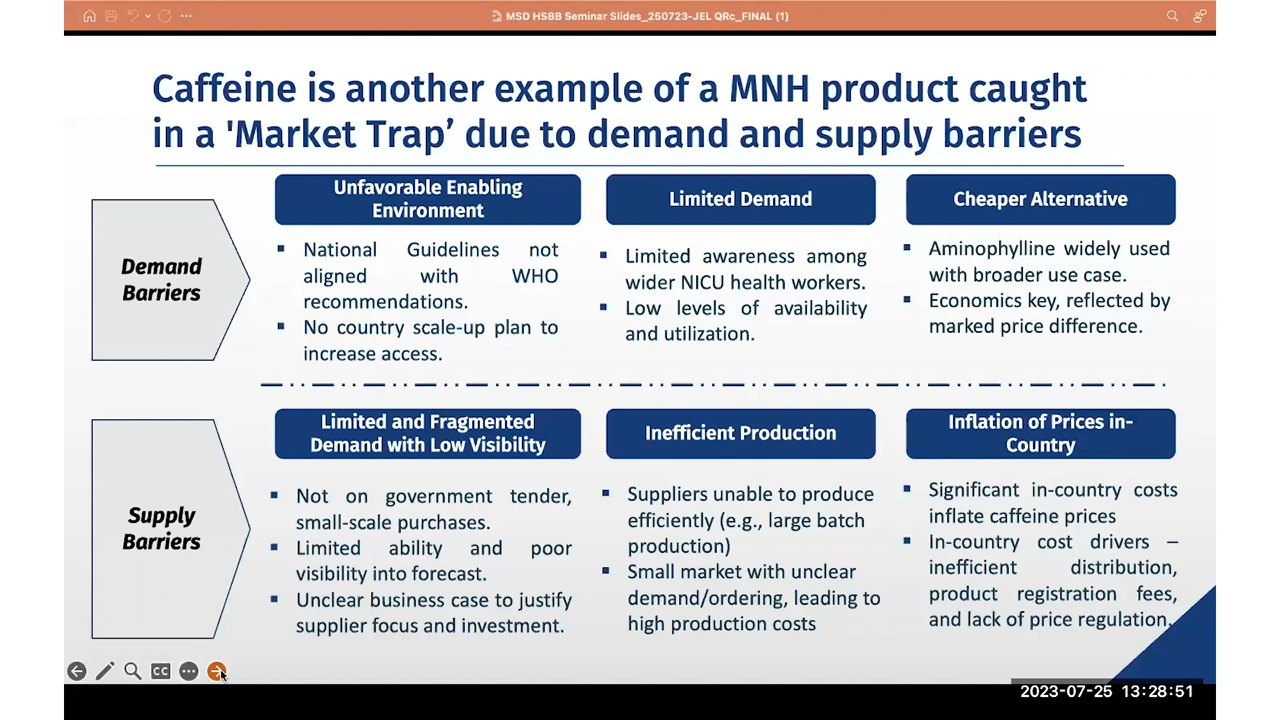 MSD HSBB Seminar Slides_250723-JEL QRc_FINAL (1)
Caffeine is another example of a MNH product caught
in a 'Market Trap’ due to demand and supply barriers
Demand
Barriers
Unfavorable Enabling
Environment
▪ National Guidelines not
aligned with WHO
recommendations.
▪ No country scale-up plan to
increase access.
Limited Demand
▪ Limited awareness among
wider NICU health workers.
▪ Low levels of availability
and utilization.
Cheaper Alternative
▪ Aminophylline widely used
with broader use case.
▪ Economics key, reflected by
marked price difference.
Supply
Barriers
Limited and Fragmented
Demand with Low Visibility
▪ Not on government tender,
small-scale purchases.
▪ Limited ability and poor
visibility into forecast.
▪ Unclear business case to justify
supplier focus and investment.
Inefficient Production
▪ Suppliers unable to produce
efficiently (e.g., large batch
production)
▪ Small market with unclear
demand/ordering, leading to
high production costs
Inflation of Prices in-
Country
▪ Significant in-country costs
inflate caffeine prices
▪ In-country cost drivers –
inefficient distribution,
product registration fees,
and lack of price regulation.
CC
2023-07-25 13:28:51